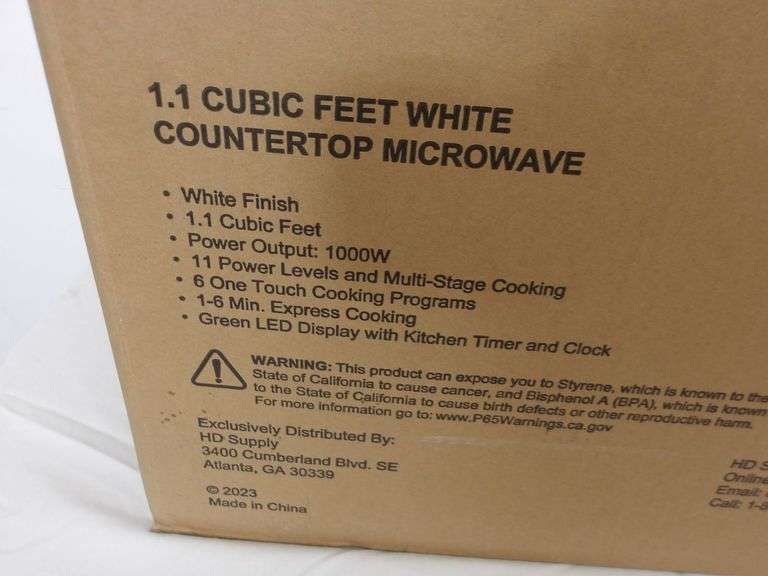 1.1 CUBIC FEET WHITE
COUNTERTOP MICROWAVE
• White Finish
• 1.1 Cubic Feet
• Power Output: 1000W
• 11 Power Levels and Multi-Stage Cooking
• 6 One Touch Cooking Programs
• 1-6 Min. Express Cooking
• Green LED Display with Kitchen Timer and Clock
WARNING: This product can expose you to Styrene, which is known to the
State of California to cause cancer, and Bisphenol A (BPA), which is known
to the State of California to cause birth defects or other reproductive harm.
For more information go to: www.P65Warnings.ca.gov
Exclusively Distributed By:
HD Supply
3400 Cumberland Blvd. SE
Atlanta, GA 30339
© 2023
Made in China
HD S
Online
Email:
Call: 1-8